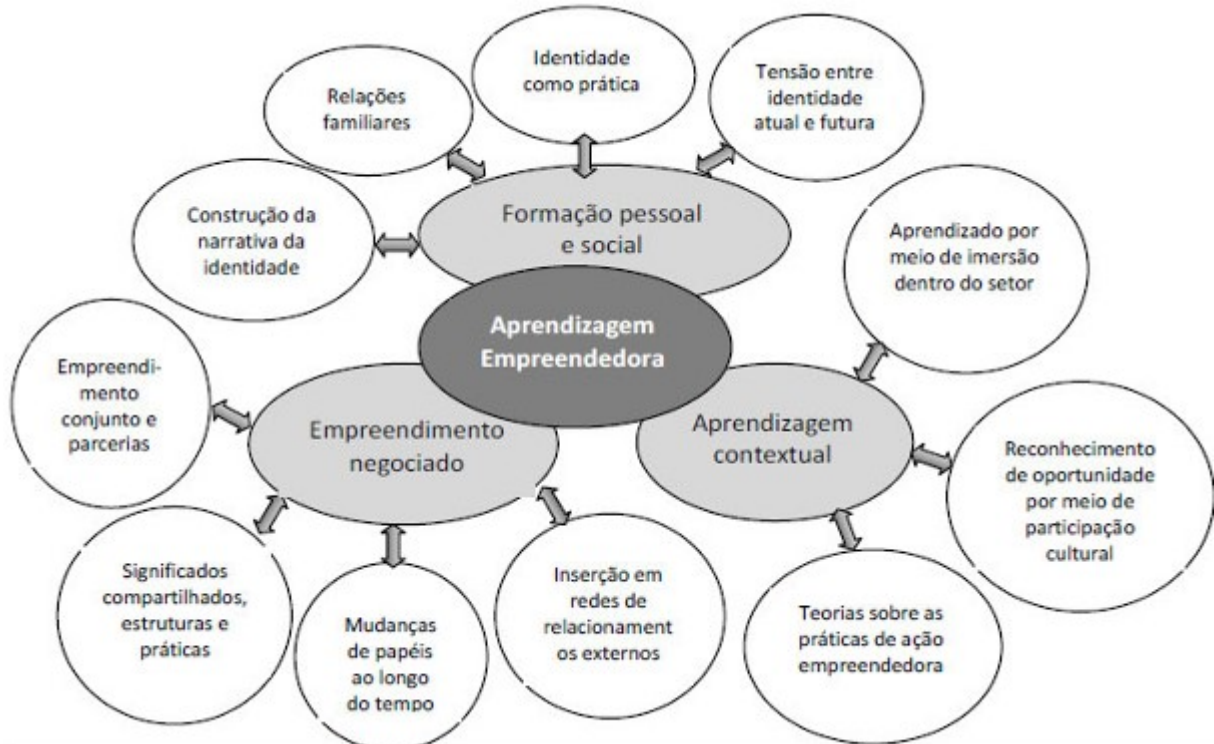 Identidade
como prática
Tensão entre
identidade
atual e futura
Relações
familiares
Construção da
narrativa da
identidade
Formação pessoal
e social
Aprendizado por
meio de imersão
dentro do setor
Aprendizagem
Empreendedora
Empreendi-
mento
conjunto e
parcerias
Empreendimento
negociado
Aprendizagem
contextual
Reconhecimento
de oportunidade
por meio de
participação
cultural
Significados
compartilhados,
estruturas e
práticas
Mudanças
de papéis
ao longo
do tempo
Inserção em
redes de
relacionament
os externos
Teorias sobre as
práticas de ação
empreendedora